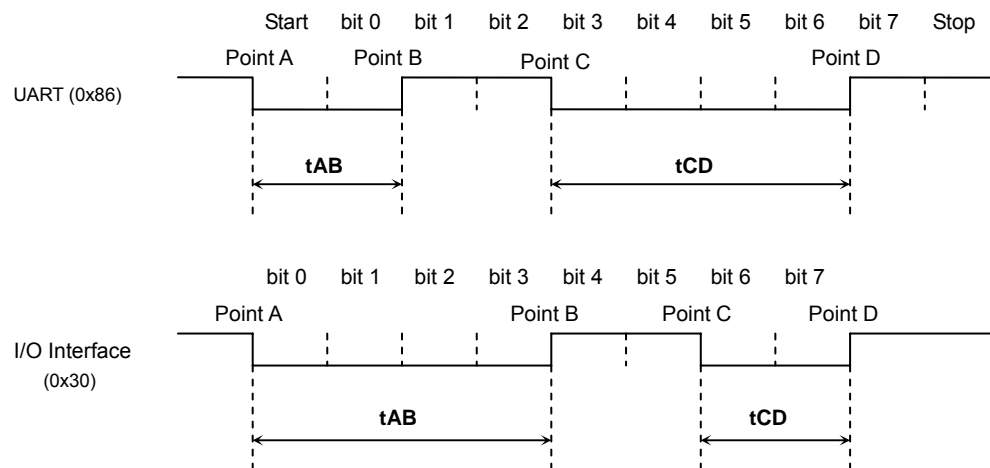 Start bit 0 bit 1 bit 2 bit 3 bit 4 bit 5 bit 6 bit 7 Stop
Point A Point B Point C Point D
UART (0x86)
tAB tCD
bit 0 bit 1 bit 2 bit 3 bit 4 bit 5 bit 6 bit 7
Point A Point B Point C Point D
I/O Interface
(0x30)
tAB tCD